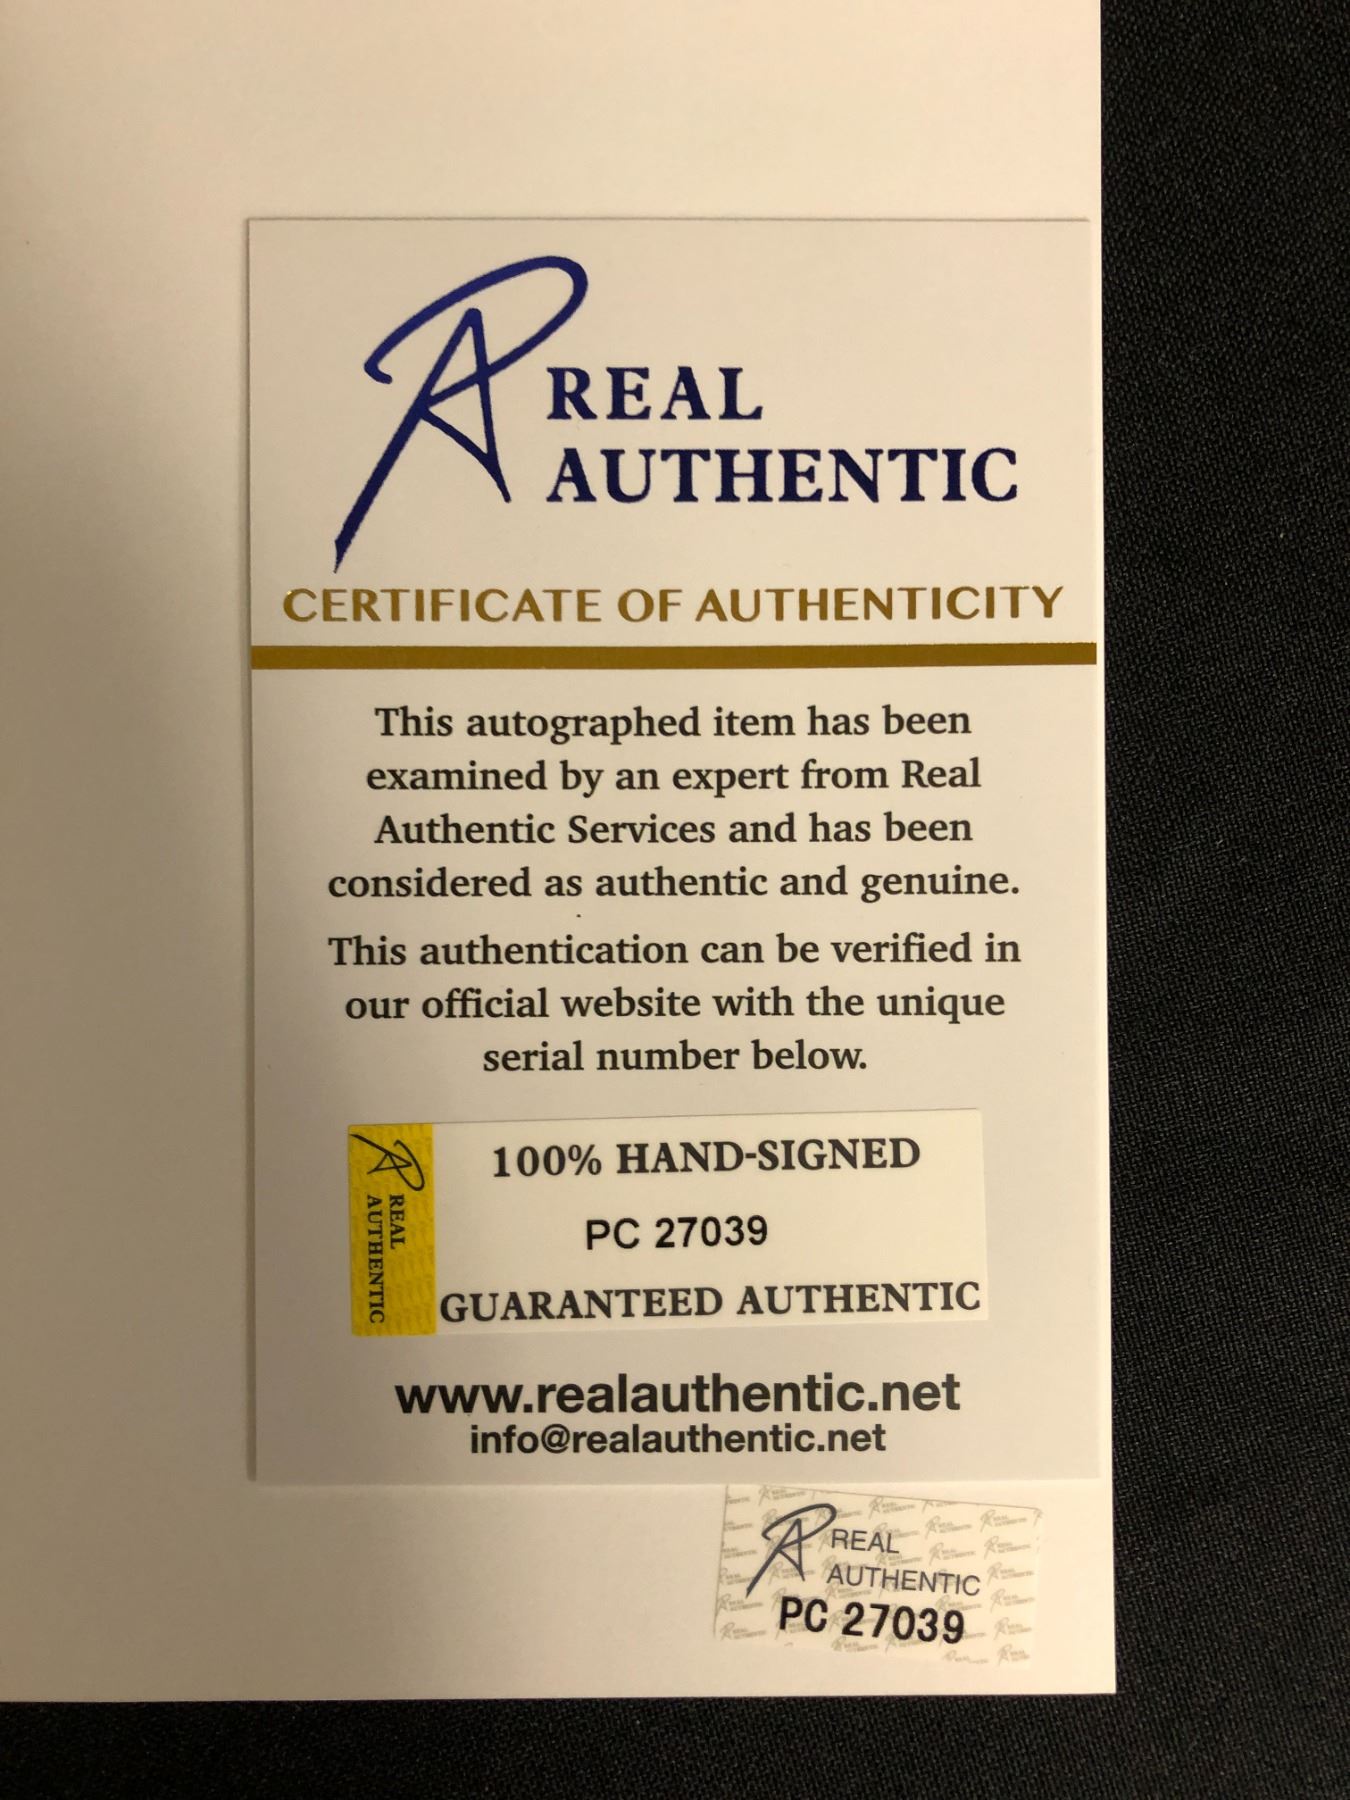 REAL
AUTHENTIC
CERTIFICATE OF AUTHENTICITY
This autographed item has been
examined by an expert from Real
Authentic Services and has been
considered as authentic and genuine.
This authentication can be verified in
our official website with the unique
serial number below.
REAL
AUTHENTIC
100% HAND-SIGNED
PC 27039
GUARANTEED AUTHENTIC
www.realauthentic.net
info@realauthentic.net
REAL
AUTHENTIC
PC 27039